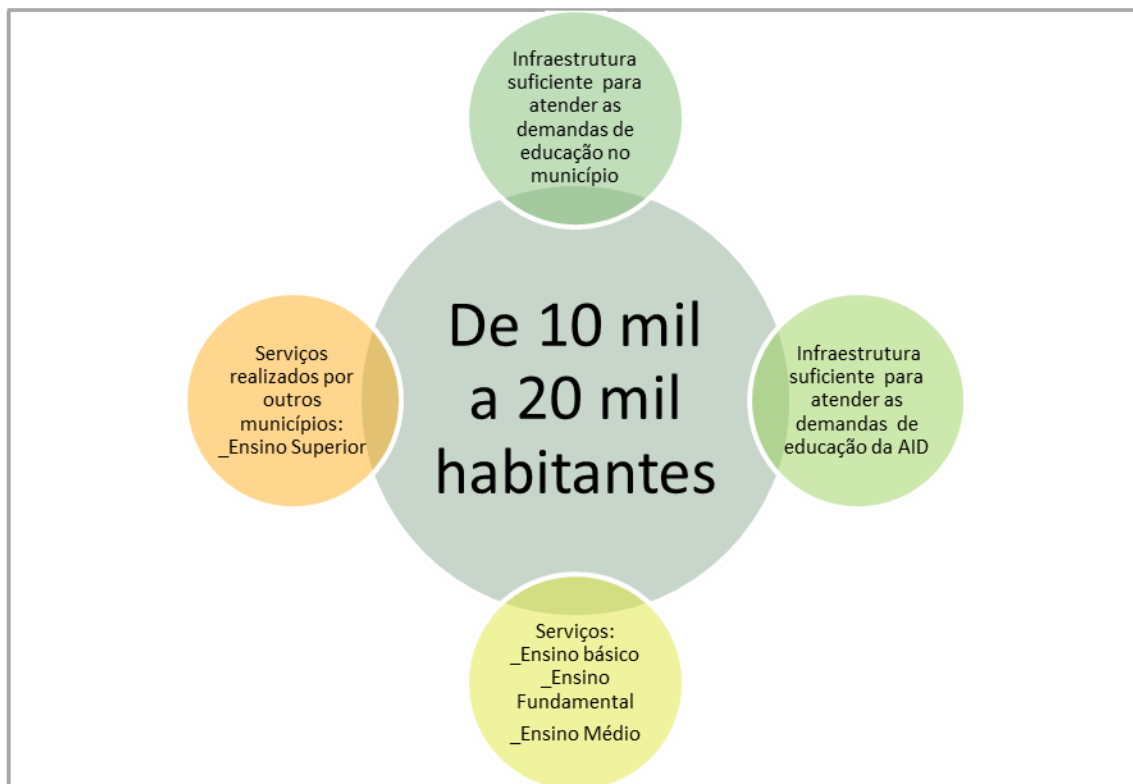 Infraestrutura
suficiente para
atender as
demandas de
educação no
município
De 10 mil
a 20 mil
habitantes
Serviços
realizados por
outros
municípios:
_Ensino Superior
Infraestrutura
suficiente para
atender as
demandas de
educação da AID
Serviços:
_Ensino básico
_Ensino
Fundamental
_Ensino Médio